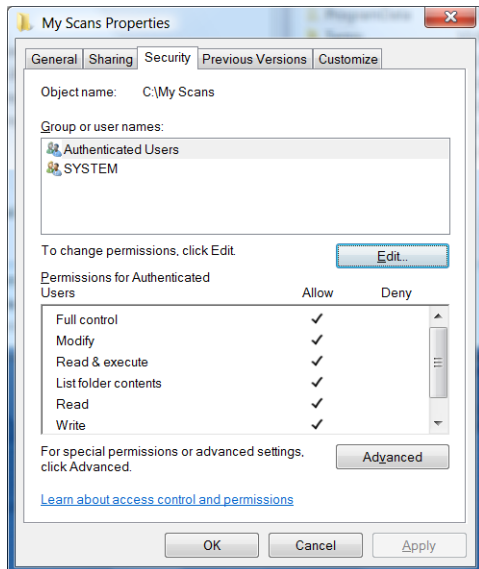 ProgramData
My Scans Properties
General Sharing Security Previous Versions Customize
Object name: C:\My Scans
Group or user names:
Authenticated Users
SYSTEM
To change permissions, click Edit.
Edit...
Permissions for Authenticated
Users Allow Deny
Full control
Modify
Read & execute
List folder contents
Read
Write
For special permissions or advanced settings,
click Advanced.
Advanced
Learn about access control and permissions
OK Cancel Apply